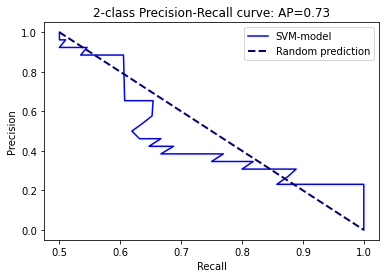 2-class Precision-Recall curve: AP=0.73
SVM-model
Random prediction
Precision
1.0
0.8
0.6
0.4
0.2
0.0
0.5
0.6
0.7
0.8
0.9
1.0
Recall